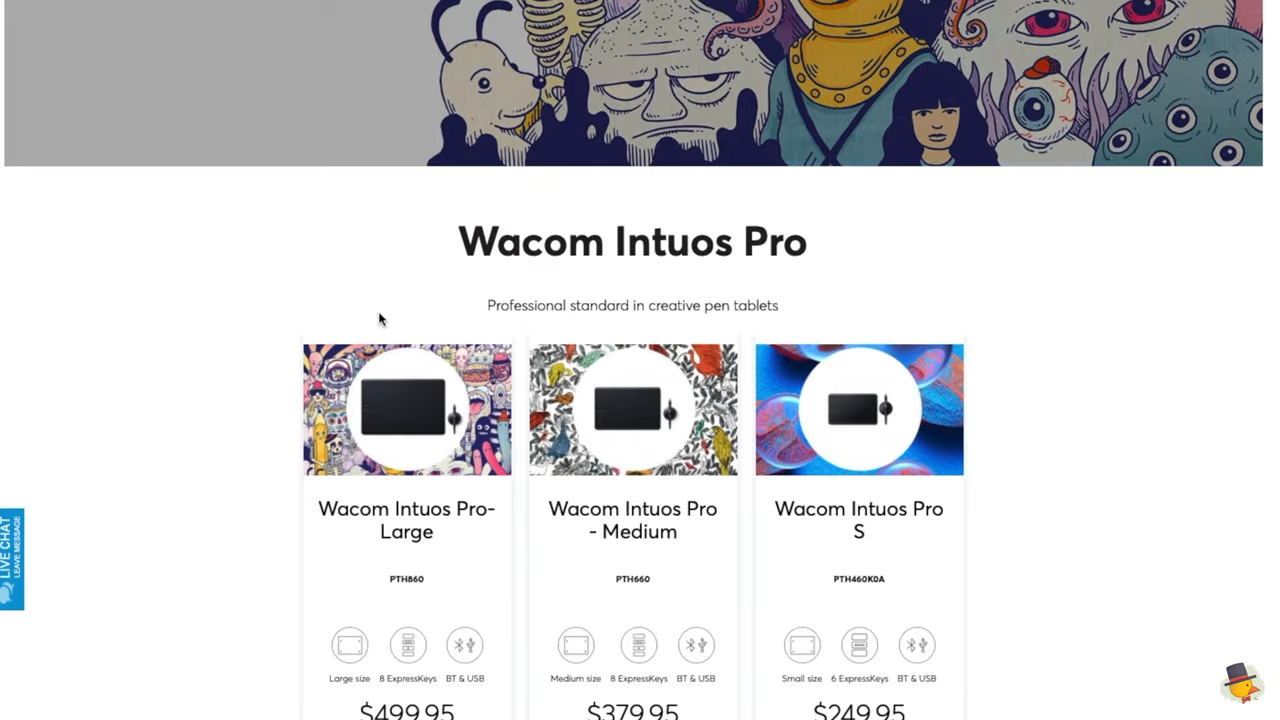 Wacom Intuos Pro
Professional standard in creative pen tablets
Wacom Intuos Pro-
Large
PTH860
Large size
8 ExpressKeys
BT & USB
$499.95
Wacom Intuos Pro
- Medium
PTH660
Medium size
8 ExpressKeys
BT & USB
$379.95
Wacom Intuos Pro
S
PTH460K0A
Small size
6 ExpressKeys
BT & USB
$249.95
LIVE CHAT
LEAVE MESSAGE